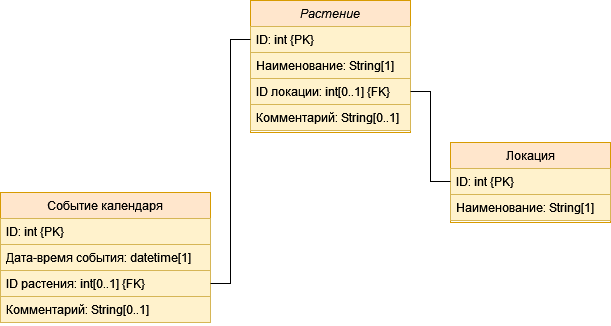 Растение
ID: int {PK}
Наименование: String[1]
ID локации: int[0..1] {FK}
Комментарий: String[0..1]
Локация
ID: int {PK}
Наименование: String[1]
Событие календаря
ID: int {PK}
Дата-время события: datetime[1]
ID растения: int[0..1] {FK}
Комментарий: String[0..1]